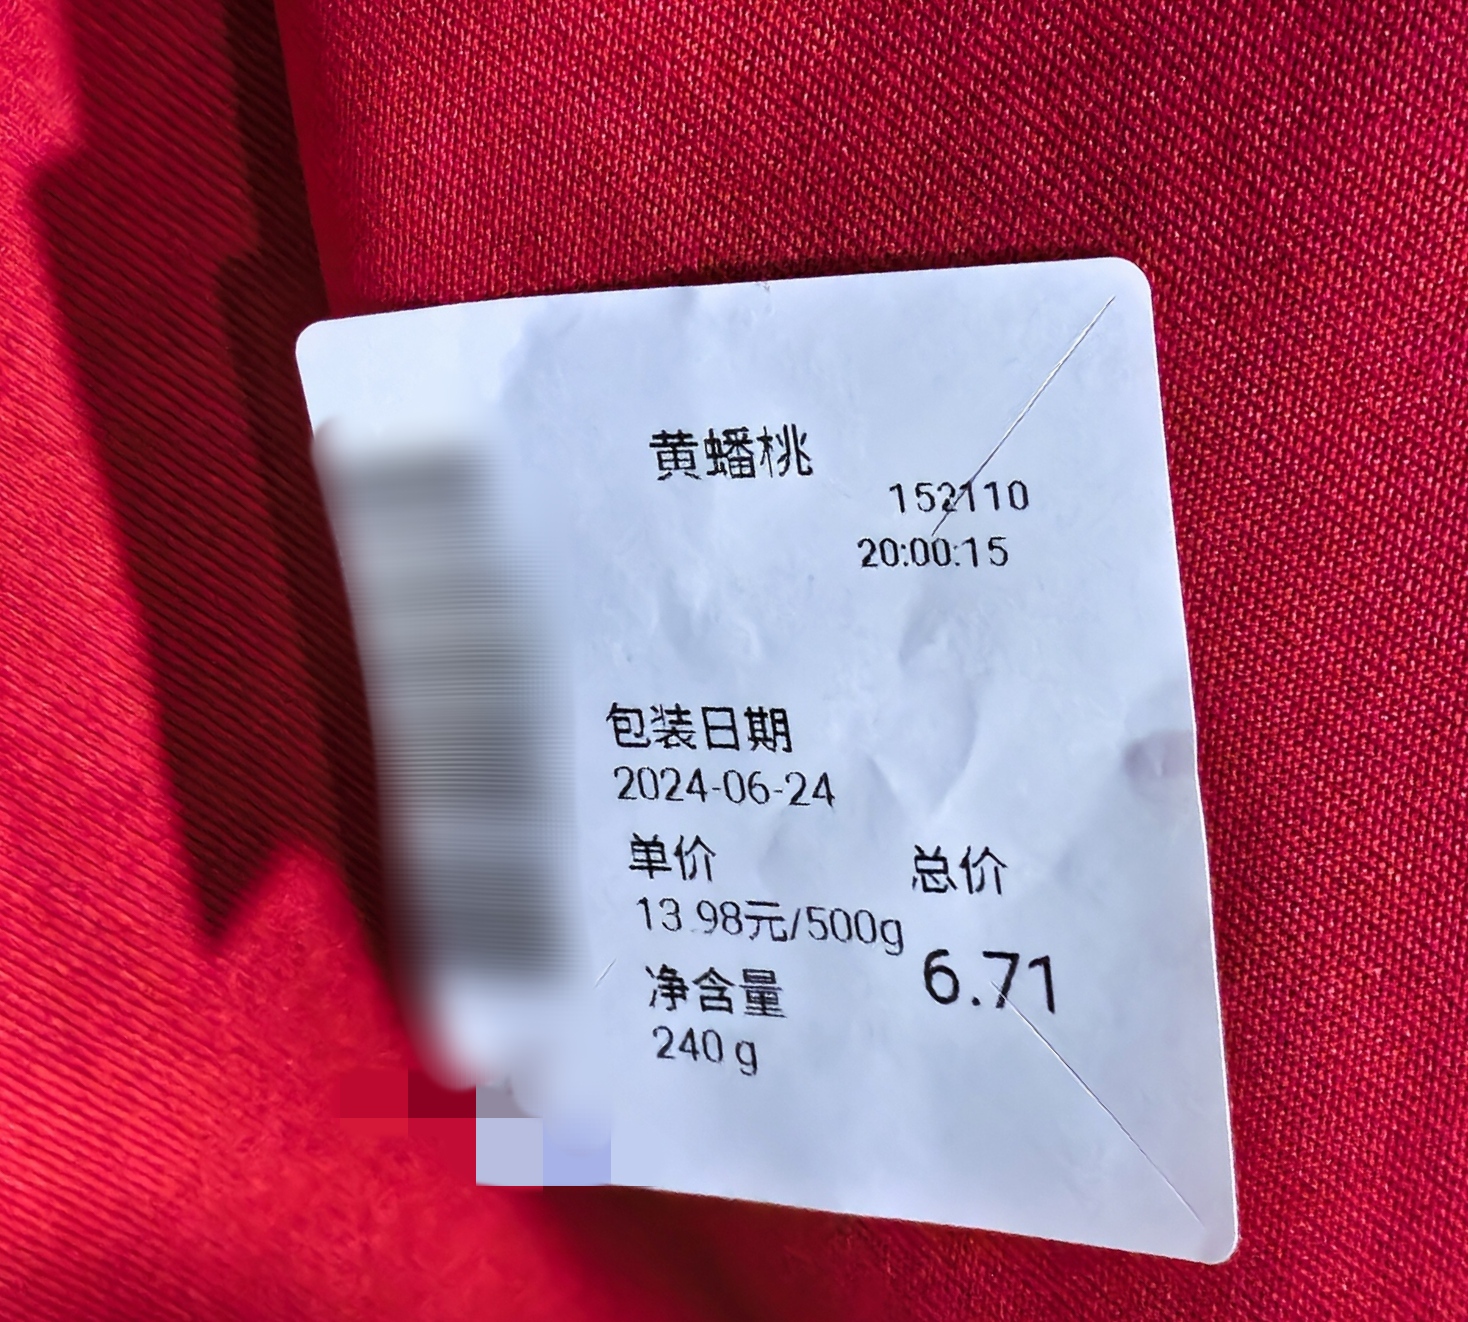 黄蟠桃
152110
20:00:15
包装日期
2024-06-24
单价 总价
13.98元/500g
6.71
净含量
240g